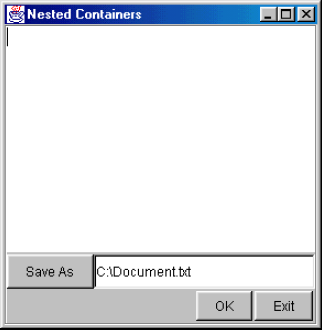 Nested Containers
Save As C:\Document.txt
OK Exit